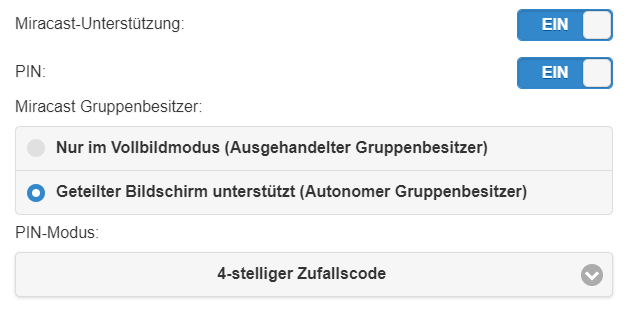 Miracast-Unterstützung:
EIN
PIN:
EIN
Miracast Gruppenbesitzer:
Nur im Vollbildmodus (Ausgehandelter Gruppenbesitzer)
Geteilter Bildschirm unterstützt (Autonomer Gruppenbesitzer)
PIN-Modus:
4-stelliger Zufallscode